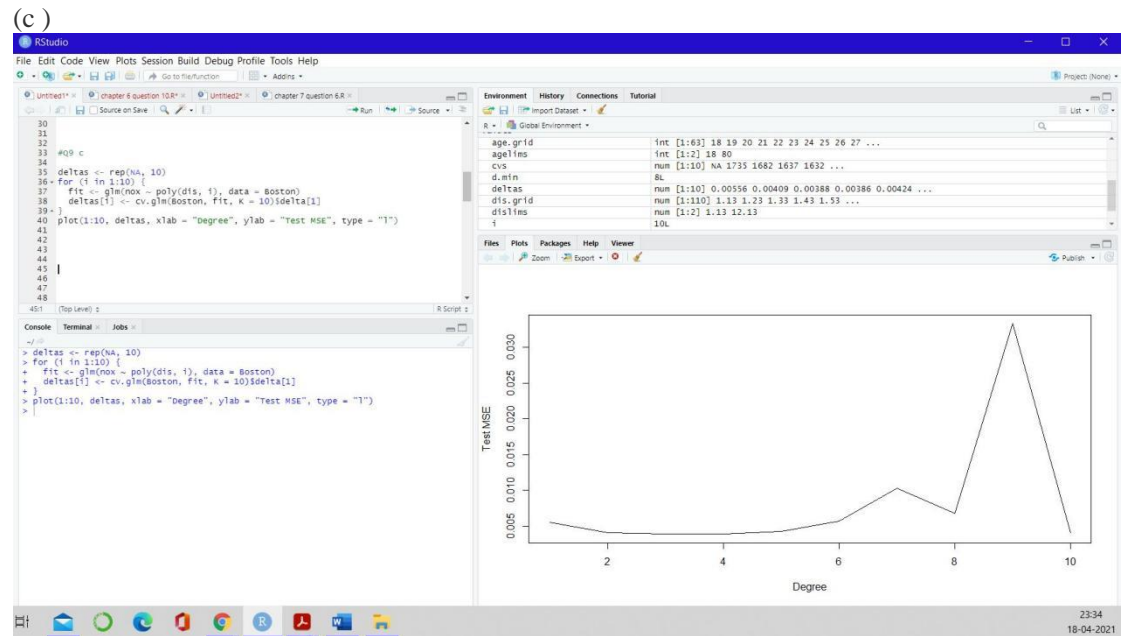 (c )
RStudio
File Edit Code View Plots Session Build Debug Profile Tools Help
Go to file/function Addins
Project: (None)
Untitled1* chapter 6 question 10.R* Untitled2* chapter 7 question 6.R
Source on Save Run Source
30
31
32
33 #Q9 c
34
35 deltas <- rep(NA, 10)
36 for (i in 1:10) {
37 fit <- glm(nox ~ poly(dis, i), data = Boston)
38 deltas[i] <- cv.glm(Boston, fit, K = 10)$delta[1]
39 }
40 plot(1:10, deltas, xlab = "Degree", ylab = "Test MSE", type = "l")
41
42
43
44
45
46
47
48
45:1 (Top Level) R Script
Console Terminal Jobs
~/
> deltas <- rep(NA, 10)
> for (i in 1:10) {
+ fit <- glm(nox ~ poly(dis, i), data = Boston)
+ deltas[i] <- cv.glm(Boston, fit, K = 10)$delta[1]
+ }
> plot(1:10, deltas, xlab = "Degree", ylab = "Test MSE", type = "l")
>
Environment History Connections Tutorial
Import Dataset List
R Global Environment
age.grid int [1:63] 18 19 20 21 22 23 24 25 26 27 ...
agelims int [1:2] 18 80
cvs num [1:10] NA 1735 1682 1637 1632 ...
d.min 8L
deltas num [1:10] 0.00556 0.00409 0.00388 0.00386 0.00424 ...
dis.grid num [1:110] 1.13 1.23 1.33 1.43 1.53 ...
dislims num [1:2] 1.13 12.13
i 10L
Files Plots Packages Help Viewer
Zoom Export Publish
0.030
0.025
0.020
0.015
0.010
0.005
Test MSE
2 4 6 8 10
Degree
23:34
18-04-2021